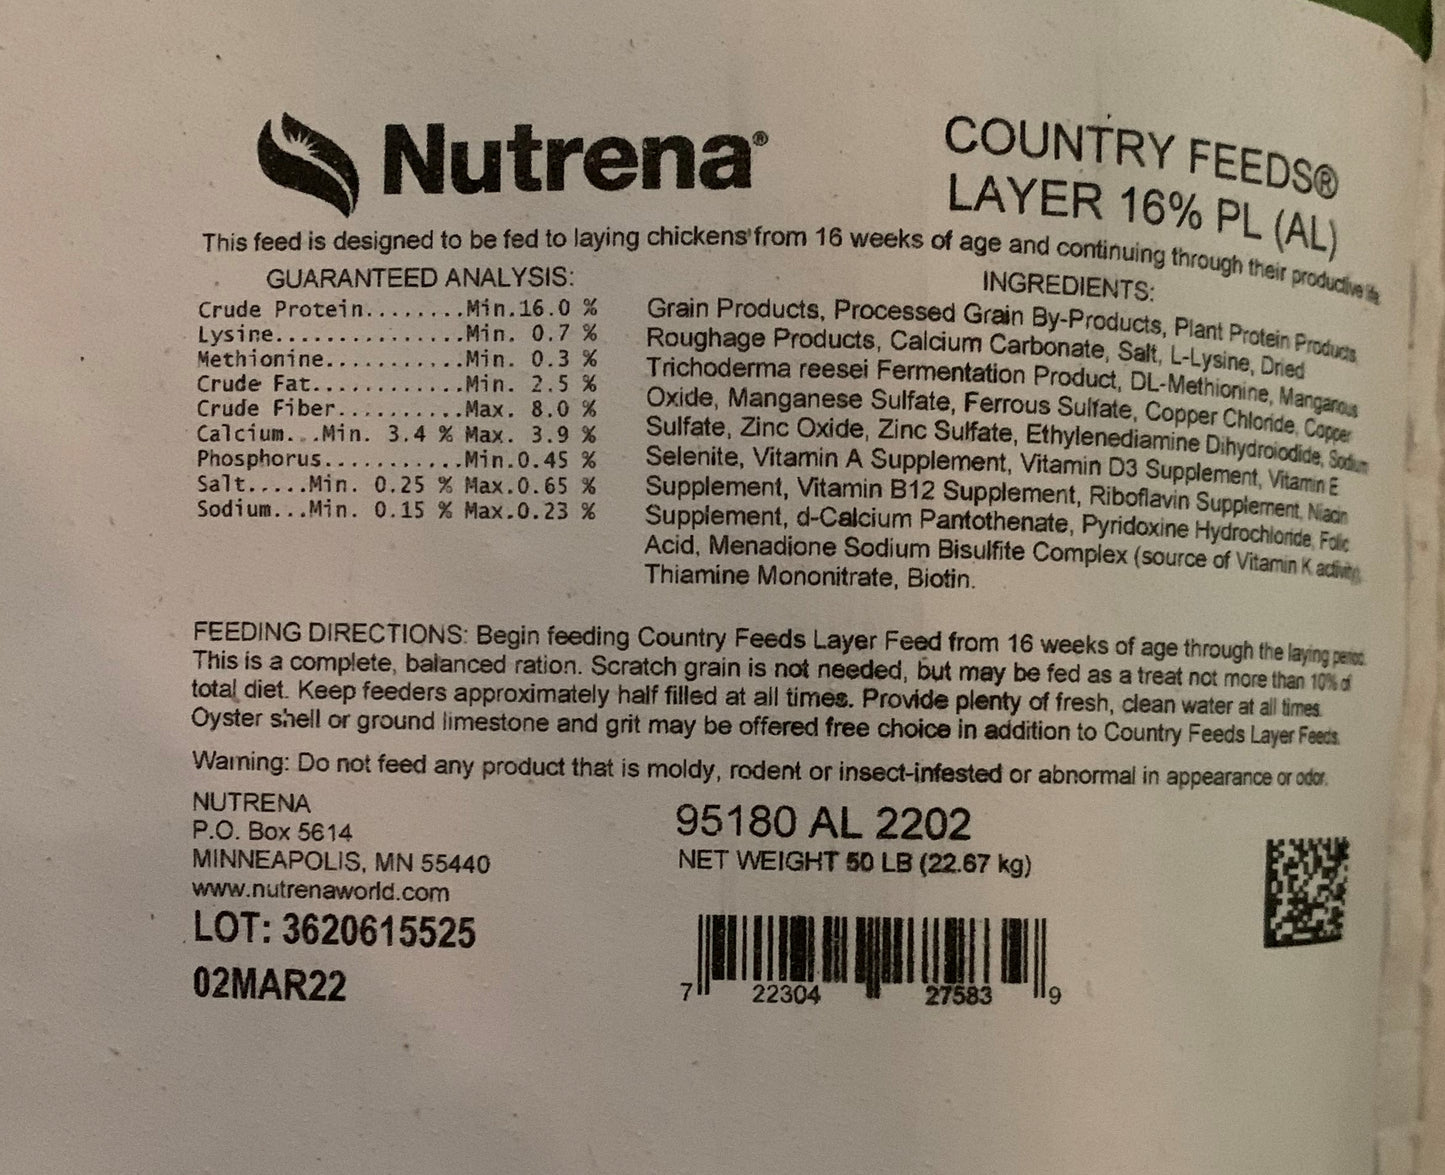 Nutrena®
COUNTRY FEEDS®
LAYER 16% PL (AL)
This feed is designed to be fed to laying chickens from 16 weeks of age and continuing through their productive life.
GUARANTEED ANALYSIS:
Crude Protein........Min.16.0 %
Lysine...............Min. 0.7 %
Methionine...........Min. 0.3 %
Crude Fat............Min. 2.5 %
Crude Fiber..........Max. 8.0 %
Calcium...Min. 3.4 % Max. 3.9 %
Phosphorus...........Min.0.45 %
Salt.....Min. 0.25 % Max.0.65 %
Sodium...Min. 0.15 % Max.0.23 %
INGREDIENTS:
Grain Products, Processed Grain By-Products, Plant Protein Products,
Roughage Products, Calcium Carbonate, Salt, L-Lysine, Dried
Trichoderma reesei Fermentation Product, DL-Methionine, Manganous
Oxide, Manganese Sulfate, Ferrous Sulfate, Copper Chloride, Copper
Sulfate, Zinc Oxide, Zinc Sulfate, Ethylenediamine Dihydroiodide, Sodium
Selenite, Vitamin A Supplement, Vitamin D3 Supplement, Vitamin E
Supplement, Vitamin B12 Supplement, Riboflavin Supplement, Niacin
Supplement, d-Calcium Pantothenate, Pyridoxine Hydrochloride, Folic
Acid, Menadione Sodium Bisulfite Complex (source of Vitamin K activity),
Thiamine Mononitrate, Biotin.
FEEDING DIRECTIONS: Begin feeding Country Feeds Layer Feed from 16 weeks of age through the laying period.
This is a complete, balanced ration. Scratch grain is not needed, but may be fed as a treat not more than 10% of
total diet. Keep feeders approximately half filled at all times. Provide plenty of fresh, clean water at all times.
Oyster shell or ground limestone and grit may be offered free choice in addition to Country Feeds Layer Feeds.
Warning: Do not feed any product that is moldy, rodent or insect-infested or abnormal in appearance or odor.
NUTRENA
P.O. Box 5614
MINNEAPOLIS, MN 55440
www.nutrenaworld.com
LOT: 3620615525
02MAR22
95180 AL 2202
NET WEIGHT 50 LB (22.67 kg)
7 22304 27583 9